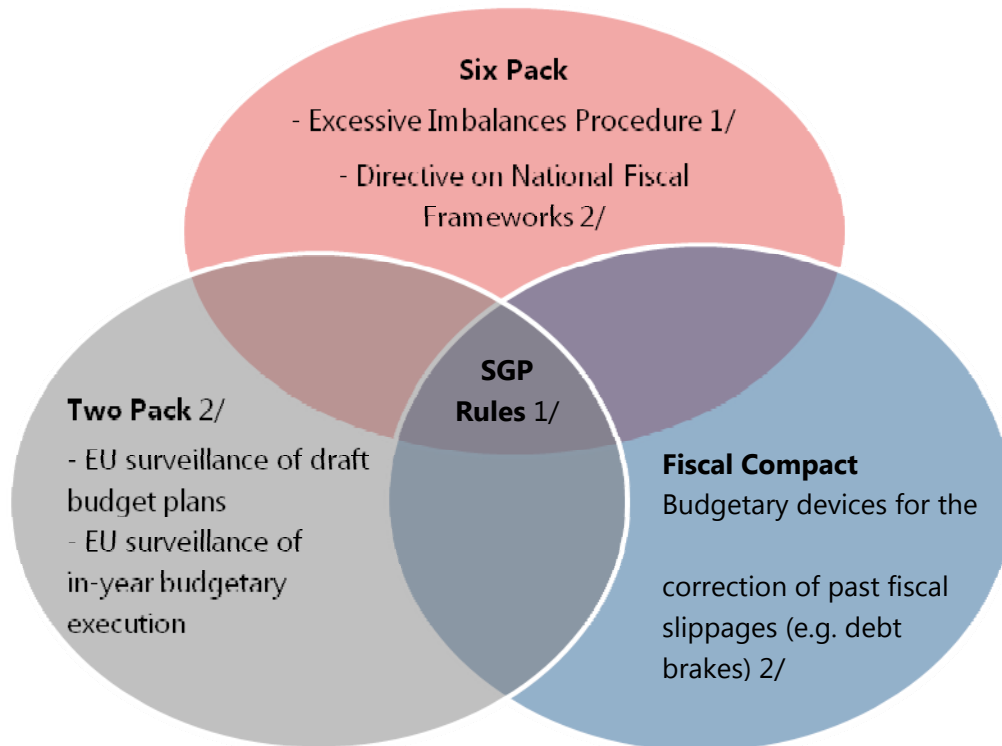 Six Pack
- Excessive Imbalances Procedure 1/
- Directive on National Fiscal
Frameworks 2/
SGP
Rules 1/
Two Pack 2/
- EU surveillance of draft
budget plans
- EU surveillance of
in-year budgetary
execution
Fiscal Compact
Budgetary devices for the
correction of past fiscal
slippages (e.g. debt
brakes) 2/